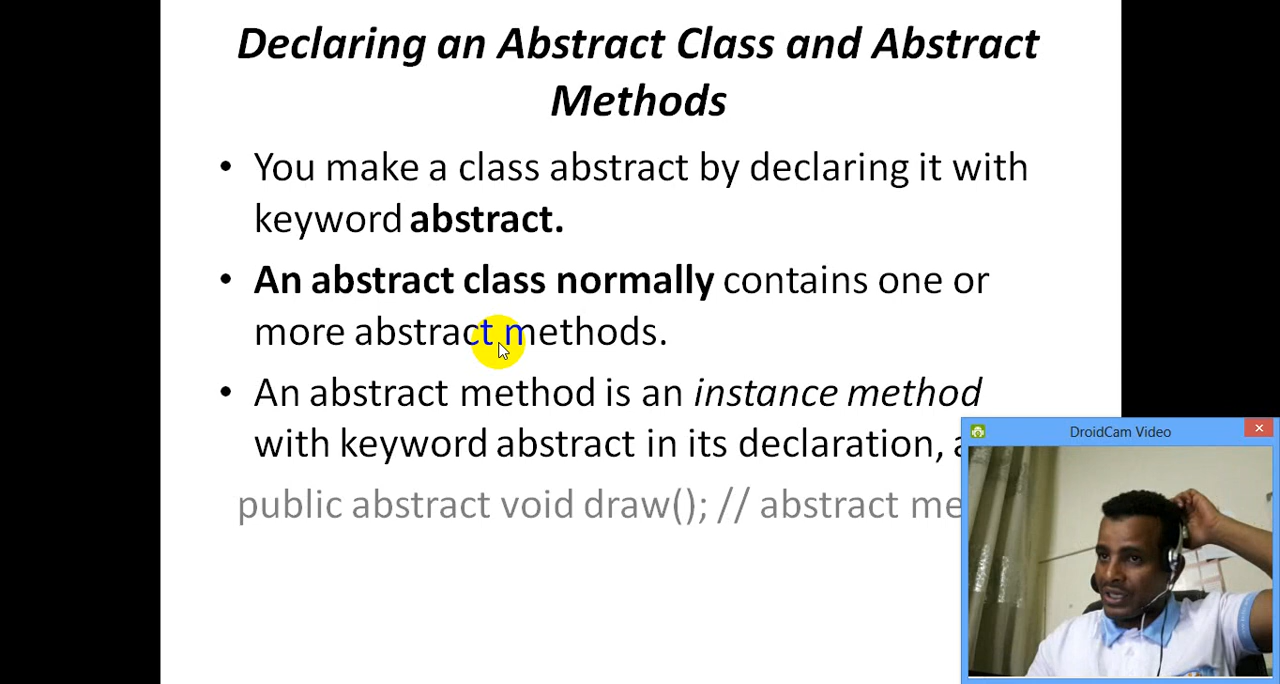 Declaring an Abstract Class and Abstract
Methods
• You make a class abstract by declaring it with
keyword abstract.
• An abstract class normally contains one or
more abstract methods.
• An abstract method is an instance method
with keyword abstract in its declaration,
public abstract void draw(); // abstract
DroidCam Video